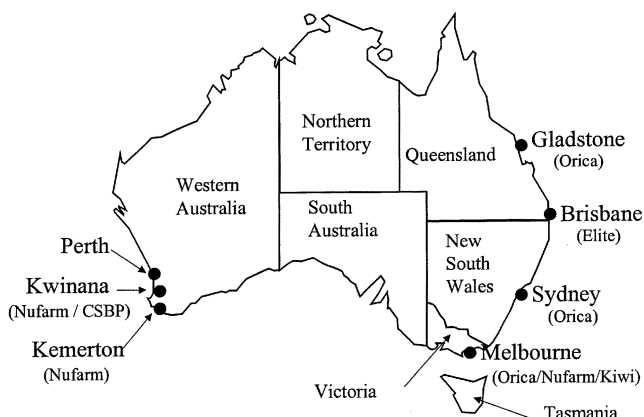 Northern
Territory
Gladstone
(Orica)
Queensland
Western
Australia
South
Australia
Brisbane
(Elite)
New
South
Wales
Perth
Kwinana
(Nufarm / CSBP)
Sydney
(Orica)
Kemerton
(Nufarm)
Melbourne
(Orica/Nufarm/Kiwi)
Victoria
Tasmania